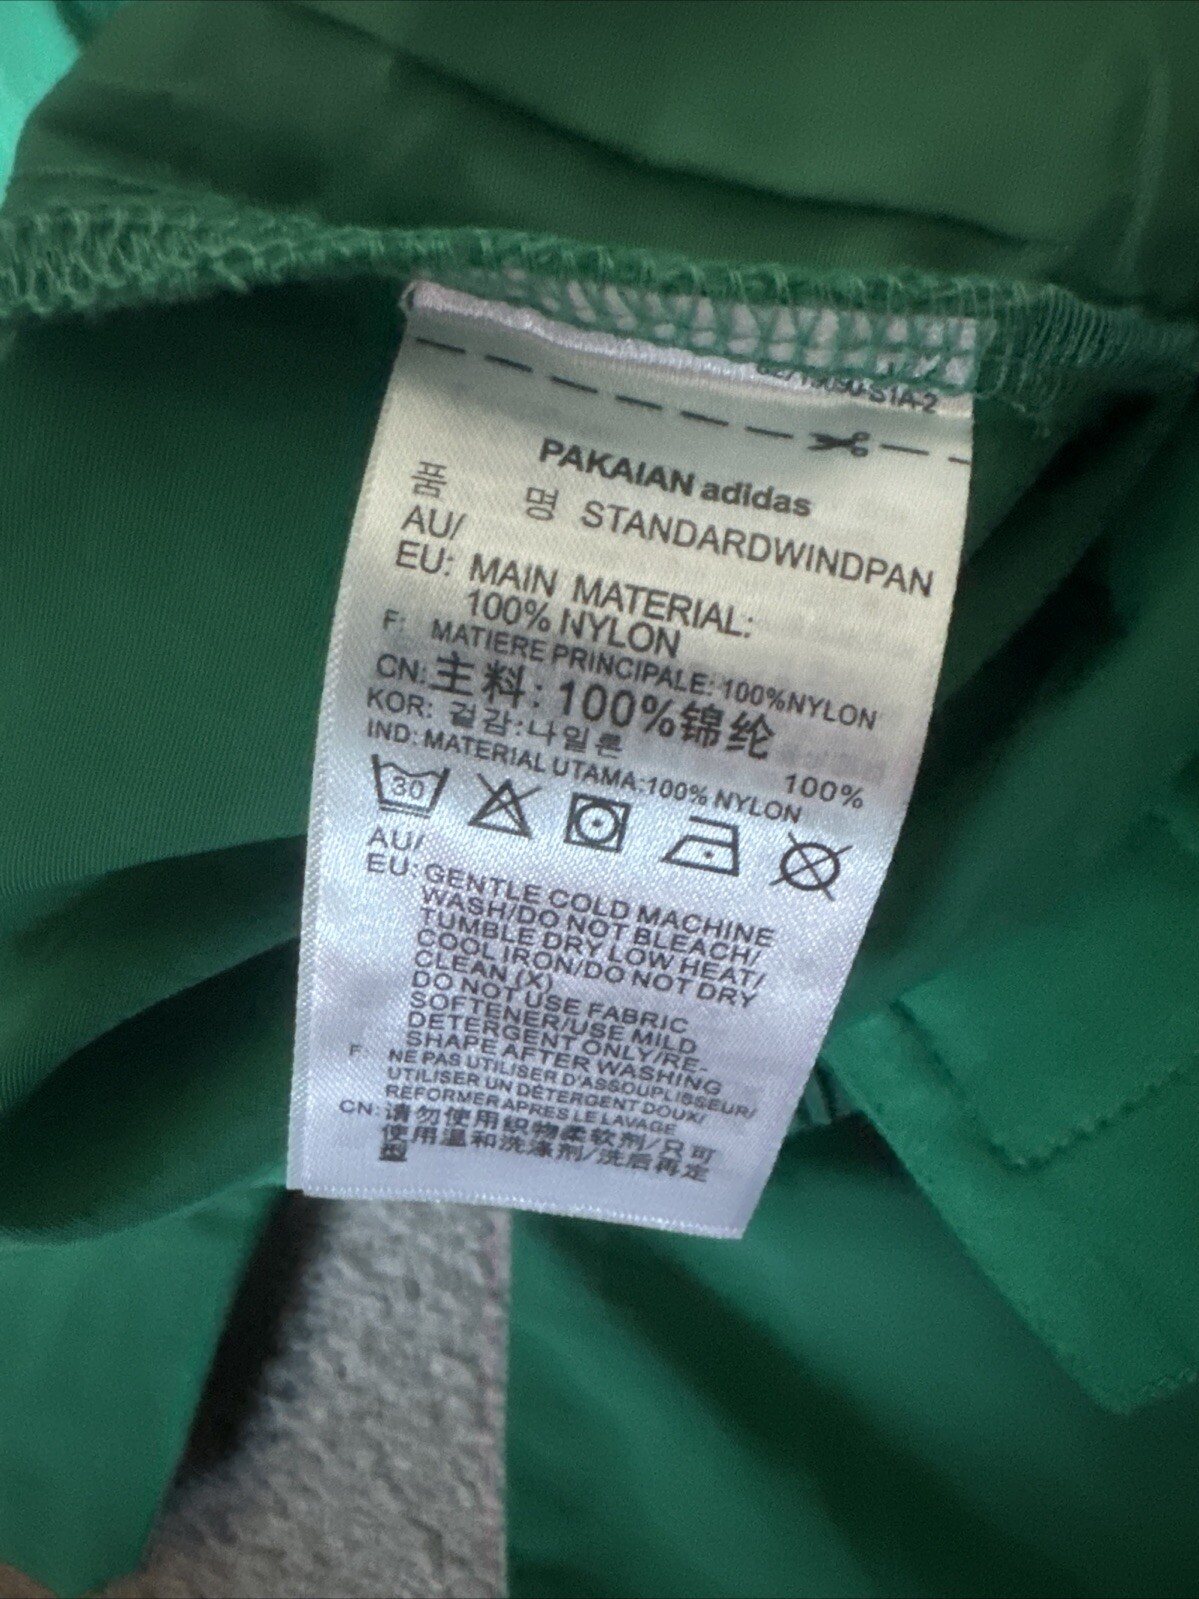 S1A-2
PAKAIAN adidas
품 명 STANDARDWINDPAN
AU/
EU: MAIN MATERIAL:
100% NYLON
F: MATIERE PRINCIPALE: 100%NYLON
CN:主料: 100%锦纶
KOR: 겉감:나일론 100%
IND: MATERIAL UTAMA:100% NYLON
30
AU/
EU: GENTLE COLD MACHINE
WASH/DO NOT BLEACH/
TUMBLE DRY LOW HEAT/
COOL IRON/DO NOT DRY
CLEAN (X)
DO NOT USE FABRIC
SOFTENER/USE MILD
DETERGENT ONLY/RE-
SHAPE AFTER WASHING
F: NE PAS UTILISER D'ASSOUPLISSEUR/
UTILISER UN DETERGENT DOUX/
REFORMER APRES LE LAVAGE
CN:请勿使用织物柔软剂/只可
使用温和洗涤剂/洗后再定
型